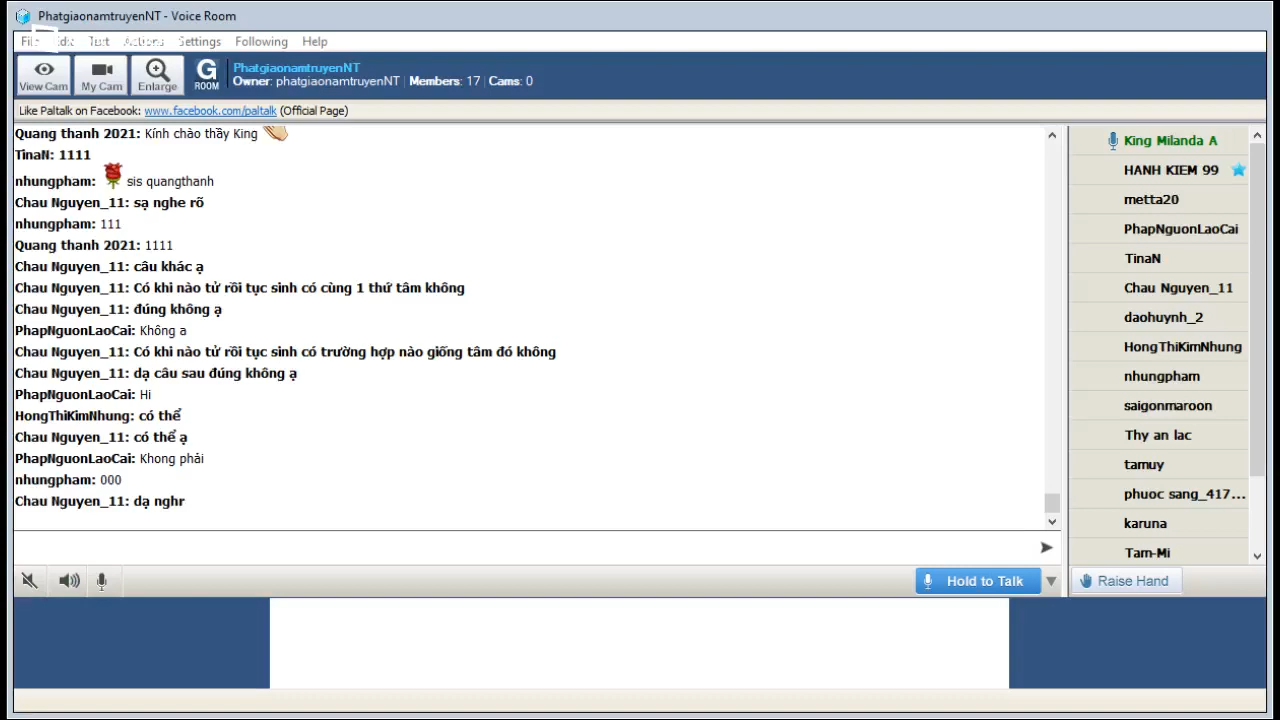 PhatgiaonamtruyenNT - Voice Room
Settings Following Help
View Cam My Cam Enlarge G ROOM
PhatgiaonamtruyenNT
Owner: phatgiaonamtruyenNT | Members: 17 | Cams: 0
Like Paltalk on Facebook: www.facebook.com/paltalk (Official Page)
Quang thanh 2021: Kính chào thầy King
TinaN: 1111
nhungpham: sis quangthanh
Chau Nguyen_11: sạ nghe rõ
nhungpham: 111
Quang thanh 2021: 1111
Chau Nguyen_11: câu khác ạ
Chau Nguyen_11: Có khi nào tử rồi tục sinh có cùng 1 thứ tâm không
Chau Nguyen_11: đúng không ạ
PhapNguonLaoCai: Không a
Chau Nguyen_11: Có khi nào tử rồi tục sinh có trường hợp nào giống tâm đó không
Chau Nguyen_11: dạ câu sau đúng không ạ
PhapNguonLaoCai: Hi
HongThiKimNhung: có thể
Chau Nguyen_11: có thể ạ
PhapNguonLaoCai: Khong phải
nhungpham: 000
Chau Nguyen_11: dạ nghr
King Milanda A
HANH KIEM 99
metta20
PhapNguonLaoCai
TinaN
Chau Nguyen_11
daohuynh_2
HongThiKimNhung
nhungpham
saigonmaroon
Thy an lac
tamuy
phuoc sang_417...
karuna
Tam-Mi
Hold to Talk
Raise Hand